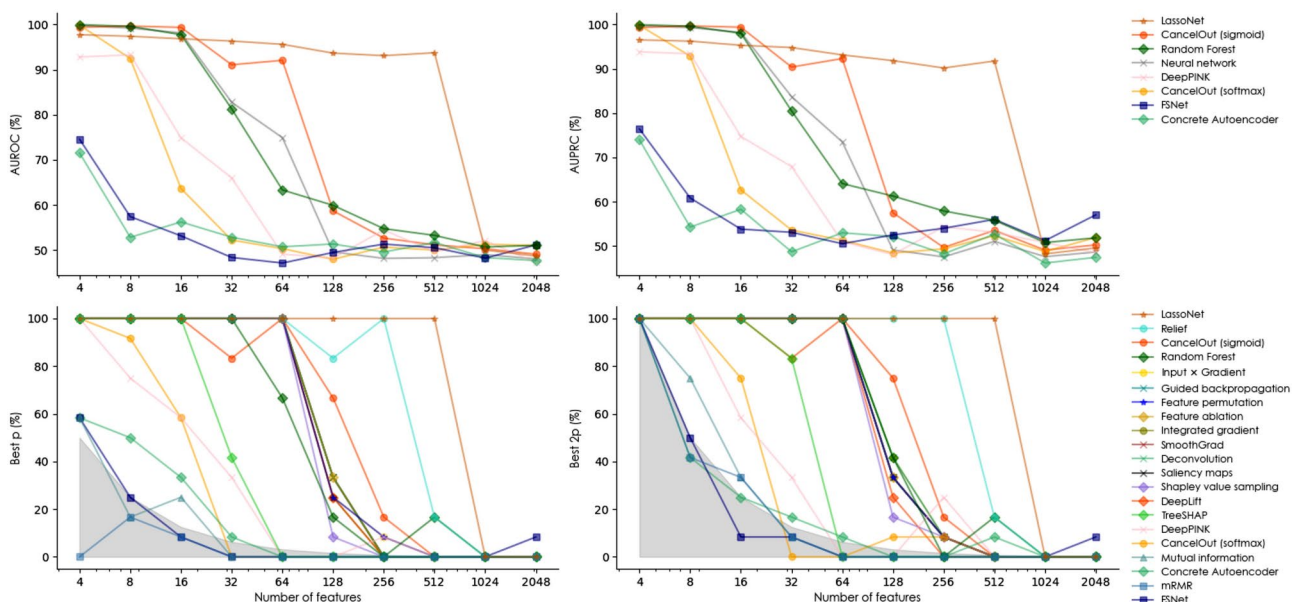 AUROC (%)
100
90
80
70
60
50
4 8 16 32 64 128 256 512 1024 2048
AUPRC (%)
100
90
80
70
60
50
4 8 16 32 64 128 256 512 1024 2048
LassoNet
CancelOut (sigmoid)
Random Forest
Neural network
DeepPINK
CancelOut (softmax)
FSNet
Concrete Autoencoder
Best p (%)
100
80
60
40
20
0
4 8 16 32 64 128 256 512 1024 2048
Number of features
Best 2p (%)
100
80
60
40
20
0
4 8 16 32 64 128 256 512 1024 2048
Number of features
LassoNet
Relief
CancelOut (sigmoid)
Random Forest
Input × Gradient
Guided backpropagation
Feature permutation
Feature ablation
Integrated gradient
SmoothGrad
Deconvolution
Saliency maps
Shapley value sampling
DeepLift
TreeSHAP
DeepPINK
CancelOut (softmax)
Mutual information
Concrete Autoencoder
mRMR
FSNet